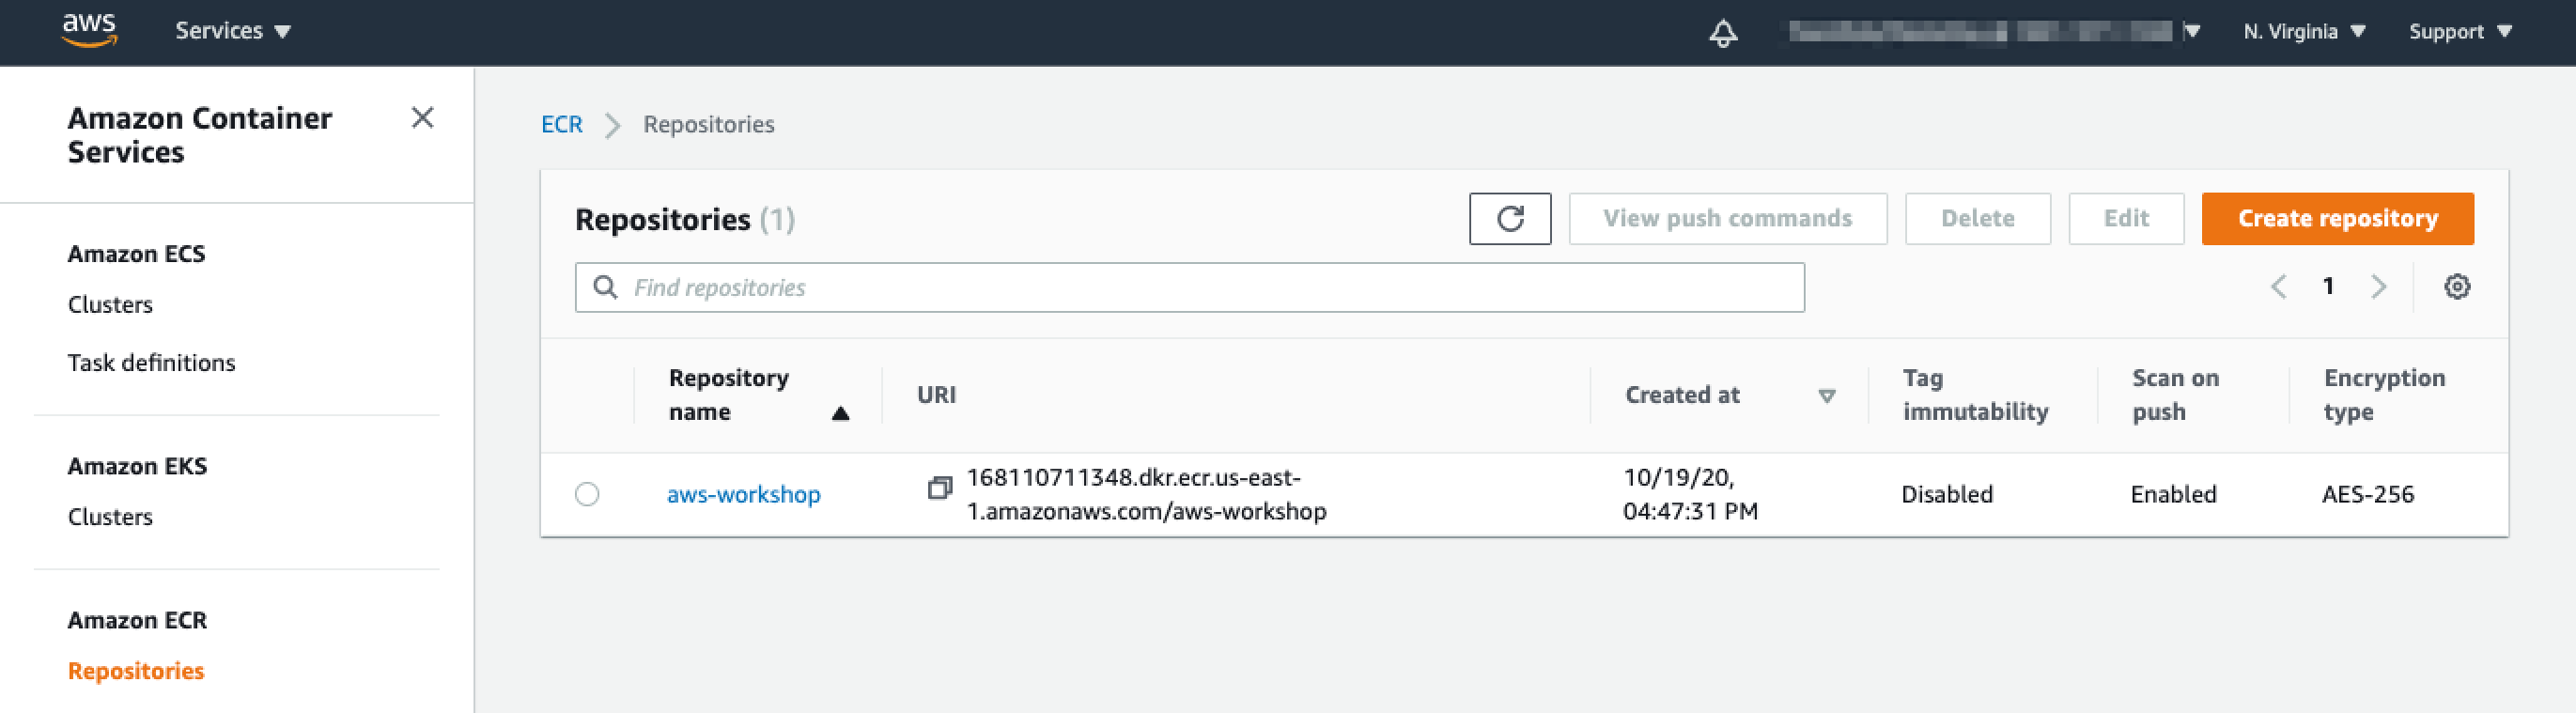 aws
Services
N. Virginia
Support
Amazon Container
Services
Amazon ECS
Clusters
Task definitions
Amazon EKS
Clusters
Amazon ECR
Repositories
ECR
Repositories
Repositories (1)
View push commands
Delete
Edit
Create repository
Find repositories
1
Repository
name
URI
Created at
Tag
immutability
Scan on
push
Encryption
type
aws-workshop
168110711348.dkr.ecr.us-east-
1.amazonaws.com/aws-workshop
10/19/20,
04:47:31 PM
Disabled
Enabled
AES-256